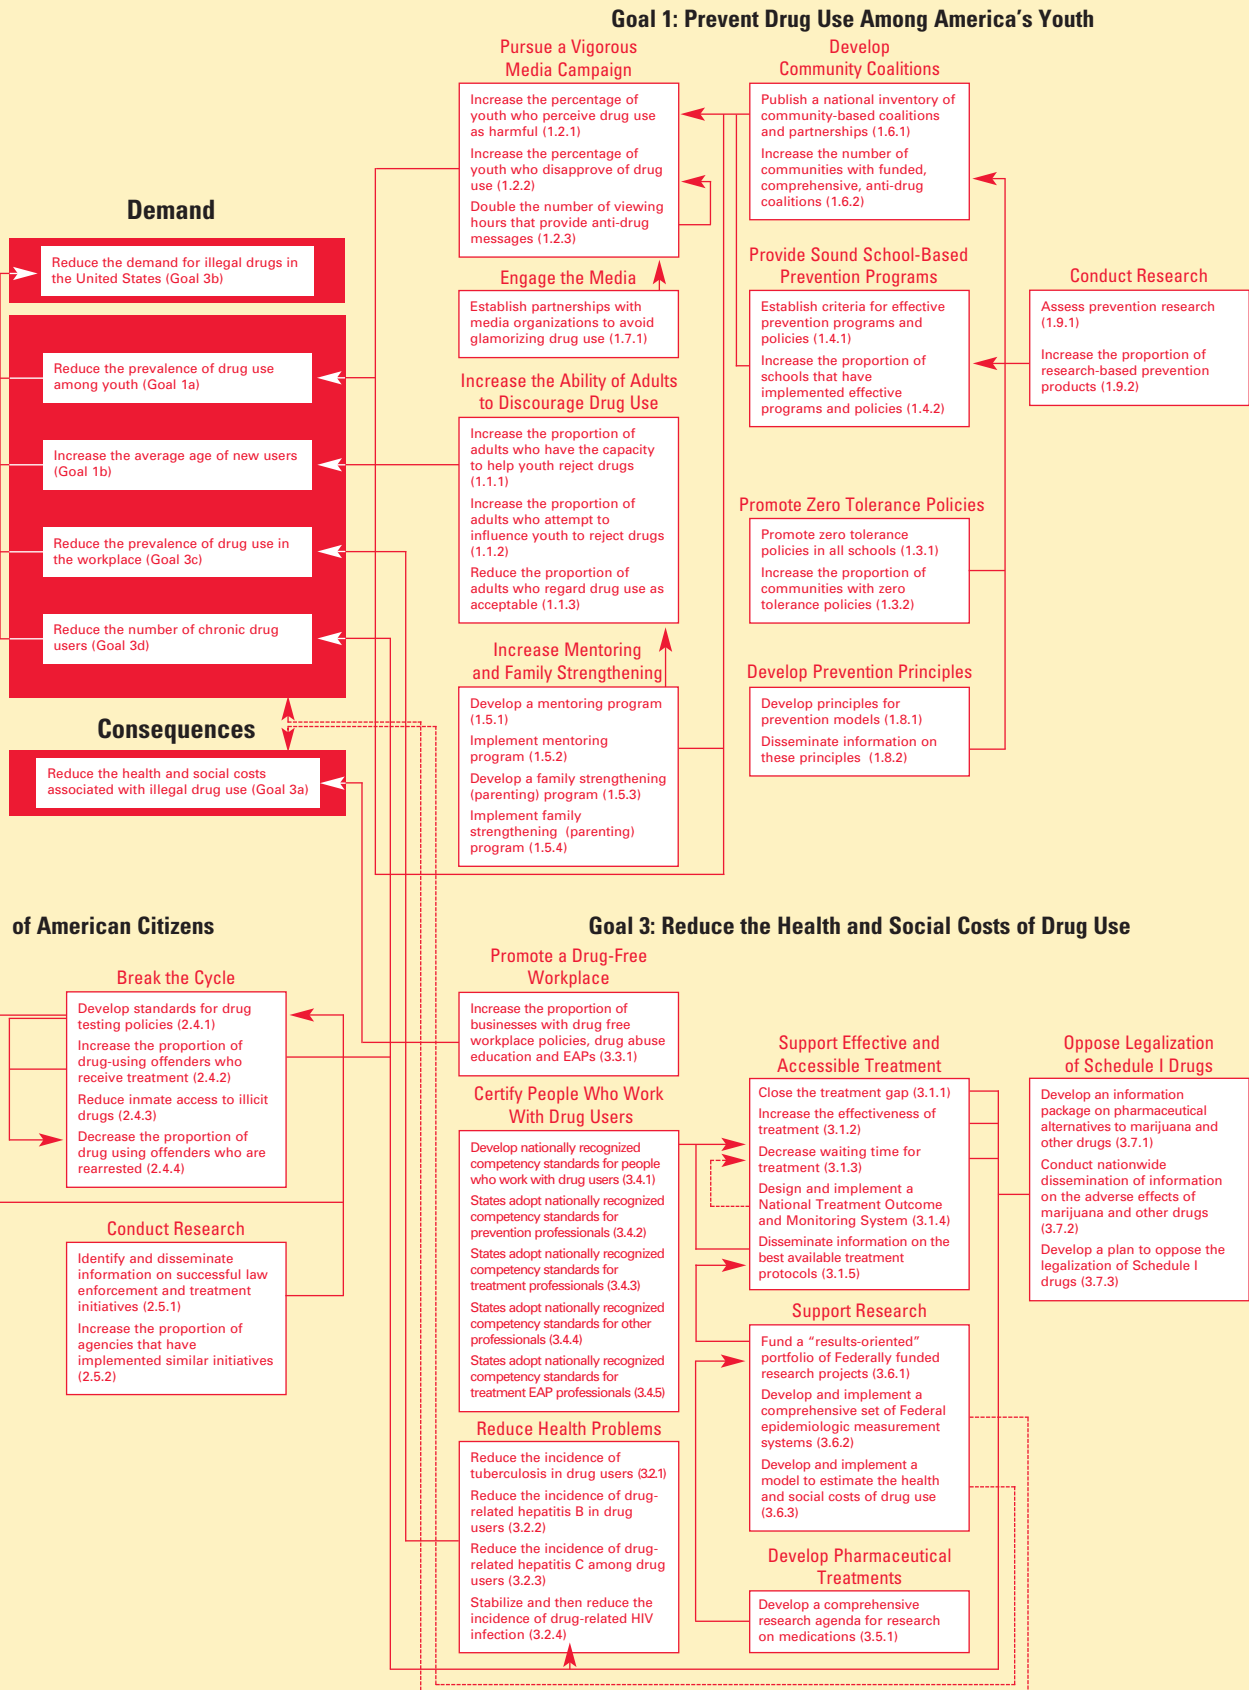 Goal 1: Prevent Drug Use Among America’s Youth
Pursue a Vigorous
Media Campaign
Increase the percentage of
youth who perceive drug use
as harmful (1.2.1)
Increase the percentage of
youth who disapprove of drug
use (1.2.2)
Double the number of viewing
hours that provide anti-drug
messages (1.2.3)
Engage the Media
Establish partnerships with
media organizations to avoid
glamorizing drug use (1.7.1)
Increase the Ability of Adults
to Discourage Drug Use
Increase the proportion of
adults who have the capacity
to help youth reject drugs
(1.1.1)
Increase the proportion of
adults who attempt to
influence youth to reject drugs
(1.1.2)
Reduce the proportion of
adults who regard drug use as
acceptable (1.1.3)
Increase Mentoring
and Family Strengthening
Develop a mentoring program
(1.5.1)
Implement mentoring
program (1.5.2)
Develop a family strengthening
(parenting) program (1.5.3)
Implement family
strengthening (parenting)
program (1.5.4)
Develop
Community Coalitions
Publish a national inventory of
community-based coalitions
and partnerships (1.6.1)
Increase the number of
communities with funded,
comprehensive, anti-drug
coalitions (1.6.2)
Provide Sound School-Based
Prevention Programs
Establish criteria for effective
prevention programs and
policies (1.4.1)
Increase the proportion of
schools that have
implemented effective
programs and policies (1.4.2)
Promote Zero Tolerance Policies
Promote zero tolerance
policies in all schools (1.3.1)
Increase the proportion of
communities with zero
tolerance policies (1.3.2)
Develop Prevention Principles
Develop principles for
prevention models (1.8.1)
Disseminate information on
these principles (1.8.2)
Conduct Research
Assess prevention research
(1.9.1)
Increase the proportion of
research-based prevention
products (1.9.2)
Demand
Reduce the demand for illegal drugs in
the United States (Goal 3b)
Reduce the prevalence of drug use
among youth (Goal 1a)
Increase the average age of new users
(Goal 1b)
Reduce the prevalence of drug use in
the workplace (Goal 3c)
Reduce the number of chronic drug
users (Goal 3d)
Consequences
Reduce the health and social costs
associated with illegal drug use (Goal 3a)
of American Citizens
Break the Cycle
Develop standards for drug
testing policies (2.4.1)
Increase the proportion of
drug-using offenders who
receive treatment (2.4.2)
Reduce inmate access to illicit
drugs (2.4.3)
Decrease the proportion of
drug using offenders who are
rearrested (2.4.4)
Conduct Research
Identify and disseminate
information on successful law
enforcement and treatment
initiatives (2.5.1)
Increase the proportion of
agencies that have
implemented similar initiatives
(2.5.2)
Goal 3: Reduce the Health and Social Costs of Drug Use
Promote a Drug-Free
Workplace
Increase the proportion of
businesses with drug free
workplace policies, drug abuse
education and EAPs (3.3.1)
Certify People Who Work
With Drug Users
Develop nationally recognized
competency standards for people
who work with drug users (3.4.1)
States adopt nationally recognized
competency standards for
prevention professionals (3.4.2)
States adopt nationally recognized
competency standards for
treatment professionals (3.4.3)
States adopt nationally recognized
competency standards for other
professionals (3.4.4)
States adopt nationally recognized
competency standards for
treatment EAP professionals (3.4.5)
Reduce Health Problems
Reduce the incidence of
tuberculosis in drug users (3.2.1)
Reduce the incidence of drug-
related hepatitis B in drug
users (3.2.2)
Reduce the incidence of drug-
related hepatitis C among drug
users (3.2.3)
Stabilize and then reduce the
incidence of drug-related HIV
infection (3.2.4)
Support Effective and
Accessible Treatment
Close the treatment gap (3.1.1)
Increase the effectiveness of
treatment (3.1.2)
Decrease waiting time for
treatment (3.1.3)
Design and implement a
National Treatment Outcome
and Monitoring System (3.1.4)
Disseminate information on the
best available treatment
protocols (3.1.5)
Support Research
Fund a “results-oriented”
portfolio of Federally funded
research projects (3.6.1)
Develop and implement a
comprehensive set of Federal
epidemiologic measurement
systems (3.6.2)
Develop and implement a
model to estimate the health
and social costs of drug use
(3.6.3)
Develop Pharmaceutical
Treatments
Develop a comprehensive
research agenda for research
on medications (3.5.1)
Oppose Legalization
of Schedule I Drugs
Develop an information
package on pharmaceutical
alternatives to marijuana and
other drugs (3.7.1)
Conduct nationwide
dissemination of information
on the adverse effects of
marijuana and other drugs
(3.7.2)
Develop a plan to oppose the
legalization of Schedule I
drugs (3.7.3)